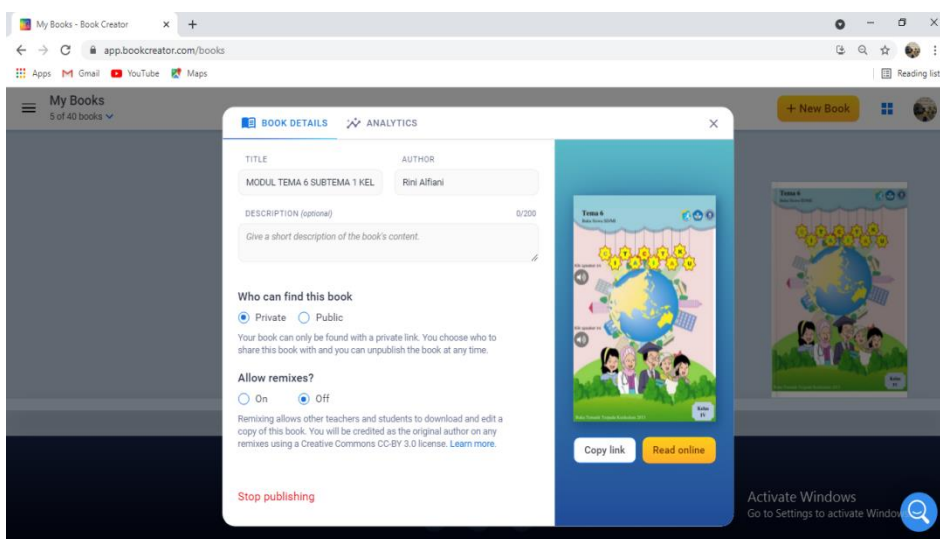 My Books - Book Creator
app.bookcreator.com/books
Apps
Gmail
YouTube
Maps
Reading list
My Books
5 of 40 books
+ New Book
BOOK DETAILS
ANALYTICS
TITLE
AUTHOR
MODUL TEMA 6 SUBTEMA 1 KEL
Rini Alfiani
DESCRIPTION (optional)
0/200
Give a short description of the book's content.
Who can find this book
Private
Public
Your book can only be found with a private link. You choose who to
share this book with and you can unpublish the book at any time.
Allow remixes?
On
Off
Remixing allows other teachers and students to download and edit a
copy of this book. You will be credited as the original author on any
remixes using a Creative Commons CC-BY 3.0 license. Learn more.
Stop publishing
Tema 6
CITA-CITAKU
Buku
Copy link
Read online
Tema 6
Activate Windows
Go to Settings to activate Window